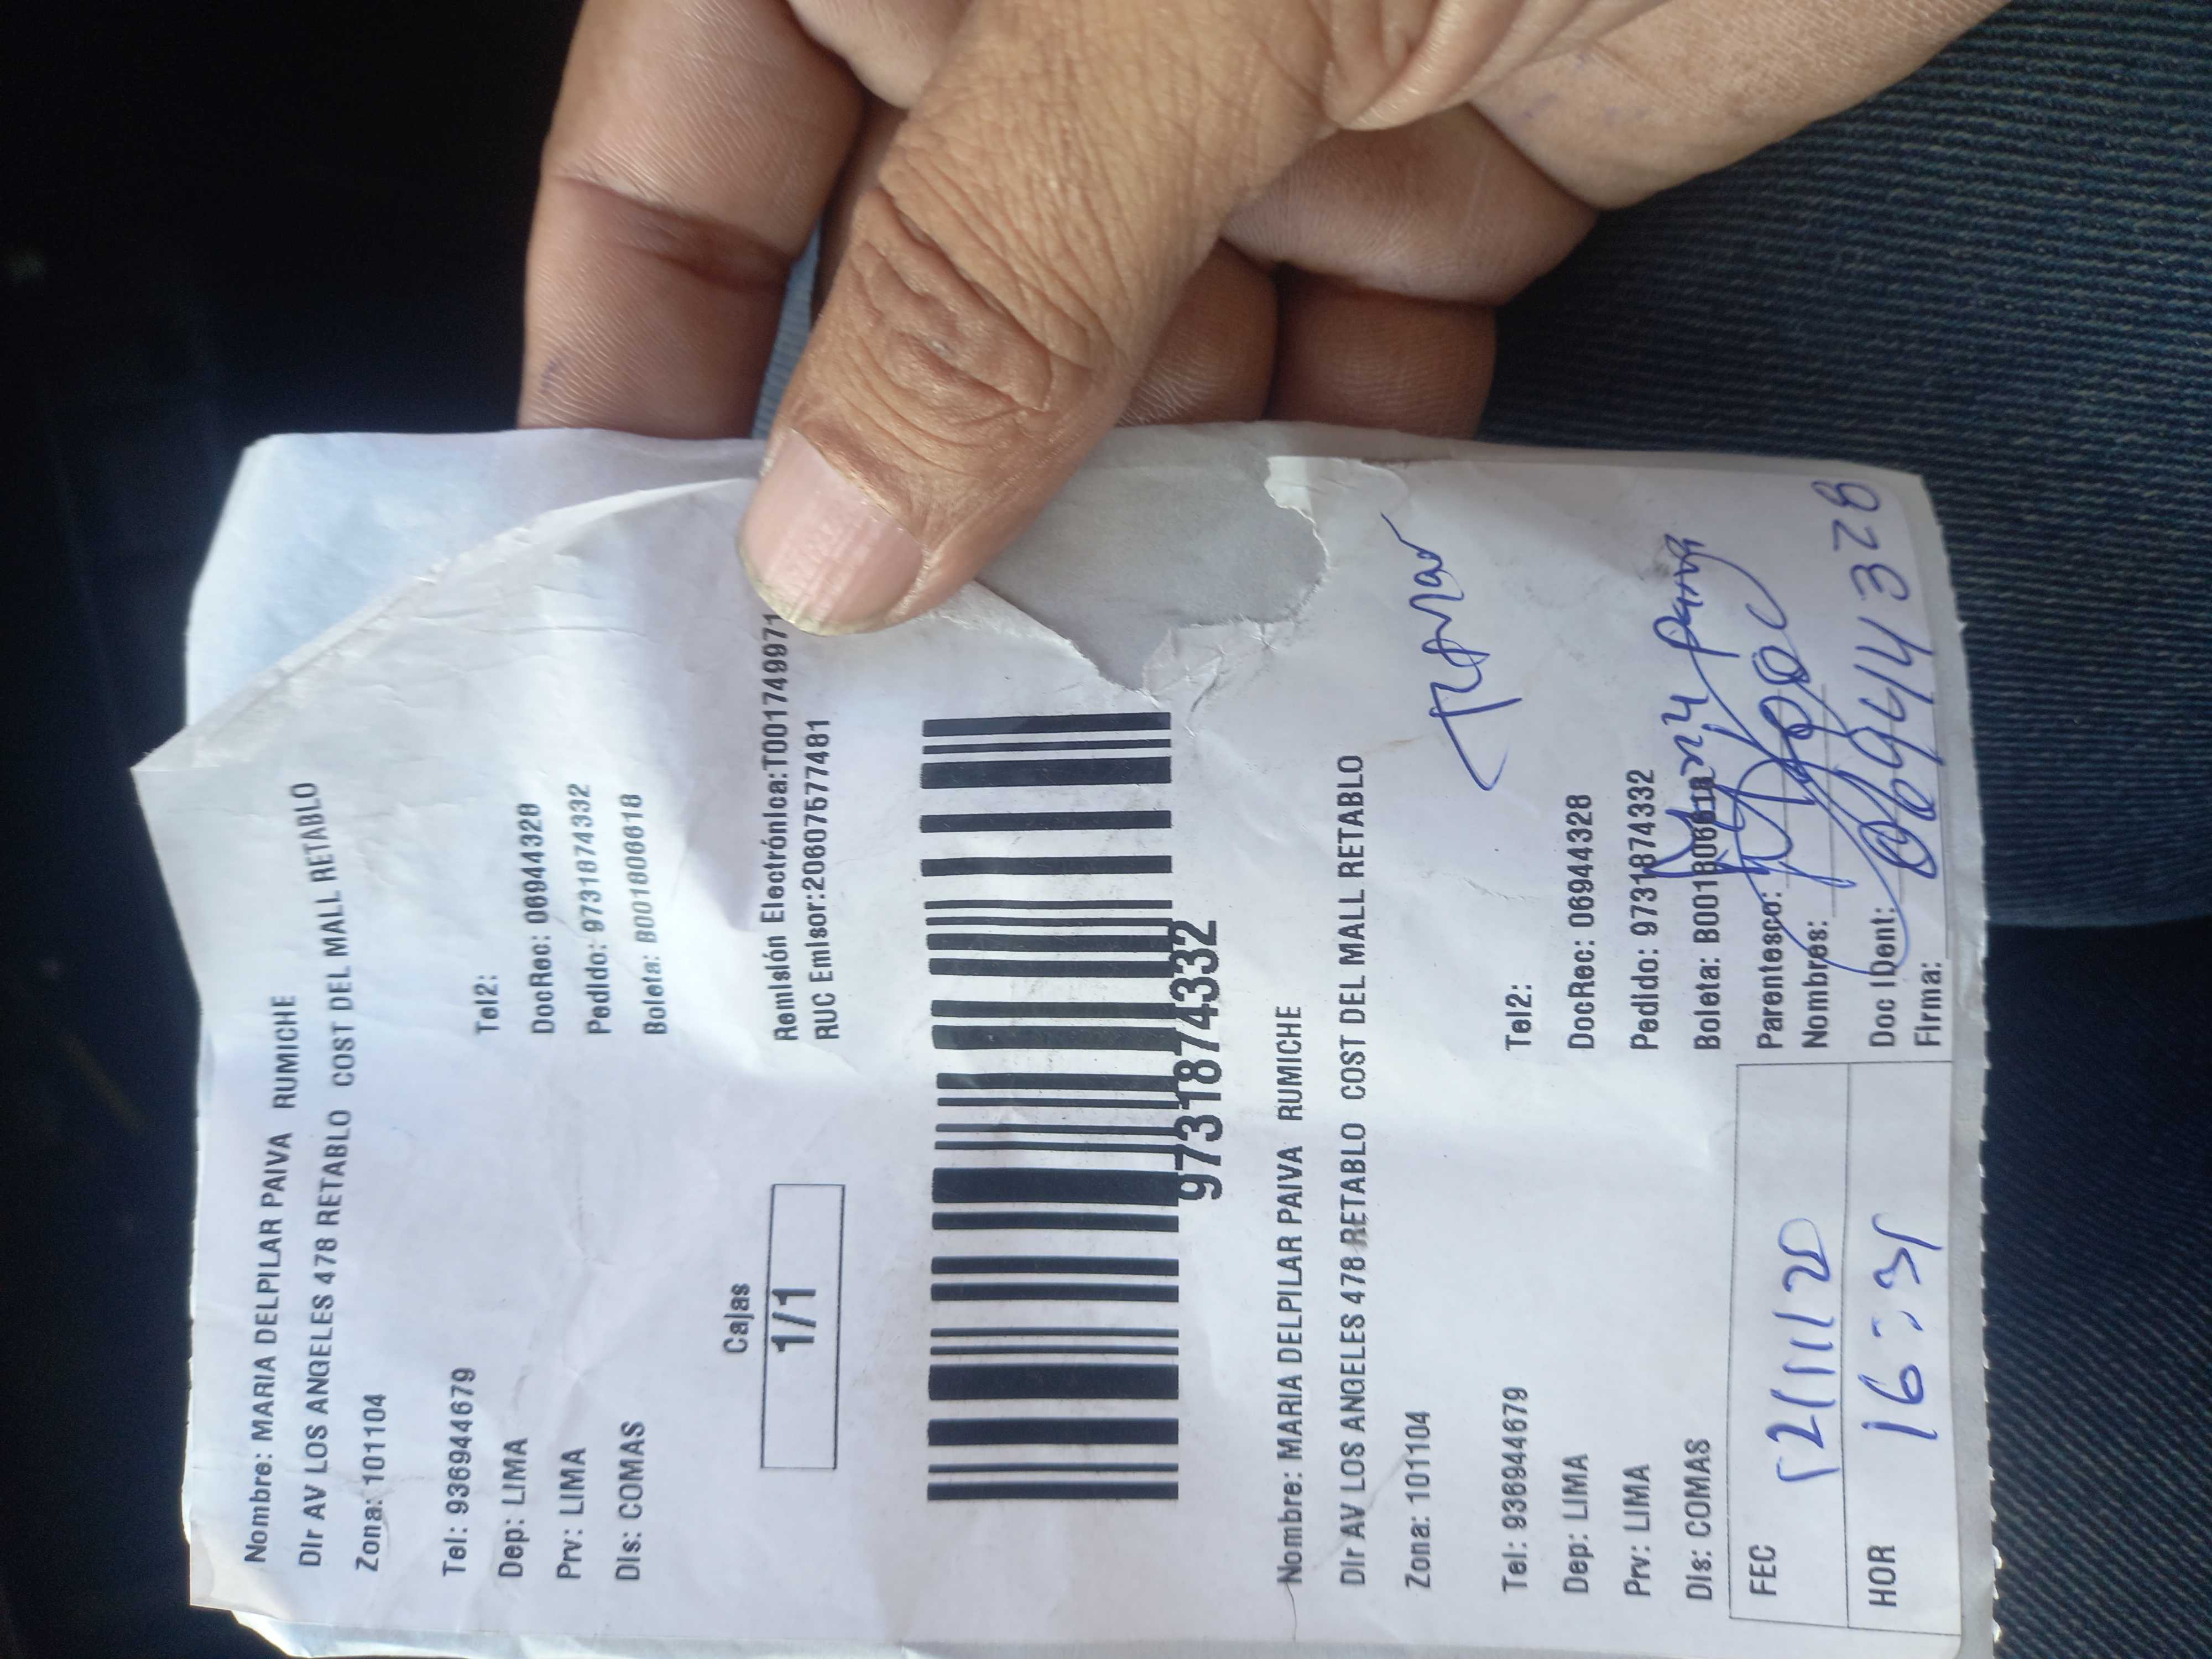 Nombre: MARIA DELPILAR PAIVA RUMICHE
Dir AV LOS ANGELES 478 RETABLO COST DEL MALL RETABLO
Zona: 101104
Tel: 936944679 Tel2:
Dep: LIMA DocRec: 06944328
Prv: LIMA Pedido: 9731874332
Dis: COMAS Boleta: B001806618
Cajas
1/1
Remisión Electrónica:T001749971
RUC Emisor:20607577481
9731874332
Nombre: MARIA DELPILAR PAIVA RUMICHE
Dir AV LOS ANGELES 478 RETABLO COST DEL MALL RETABLO
Zona: 101104
Tel: 936944679 Tel2:
Dep: LIMA DocRec: 06944328
Prv: LIMA Pedido: 9731874332
Dis: COMAS Boleta: B001806618
FEC Parentesco:
Nombres:
HOR 16:31 Doc IDent: 06944328
Firma: